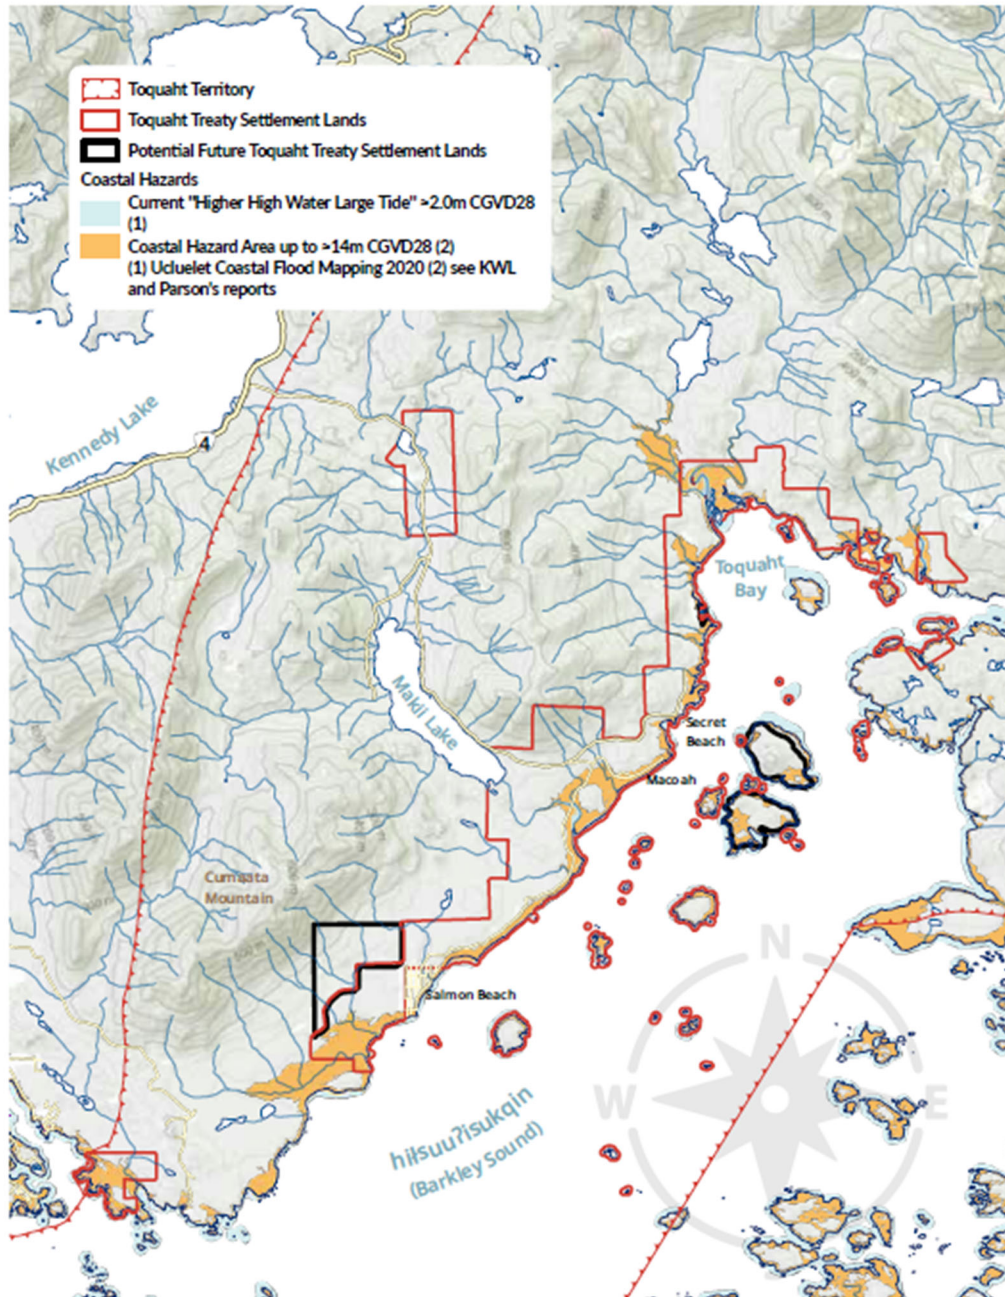 Toquaht Territory
Toquaht Treaty Settlement Lands
Potential Future Toquaht Treaty Settlement Lands
Coastal Hazards
Current "Higher High Water Large Tide" >2.0m CGVD28
(1)
Coastal Hazard Area up to >14m CGVD28 (2)
(1) Ucluelet Coastal Flood Mapping 2020 (2) see KWL
and Parson's reports
Kennedy Lake
4
Toquaht
Bay
Makii Lake
Secret
Beach
Macoah
Cumaata
Mountain
Salmon Beach
hiłsuuʔisukqin
(Barkley Sound)
N
W
E